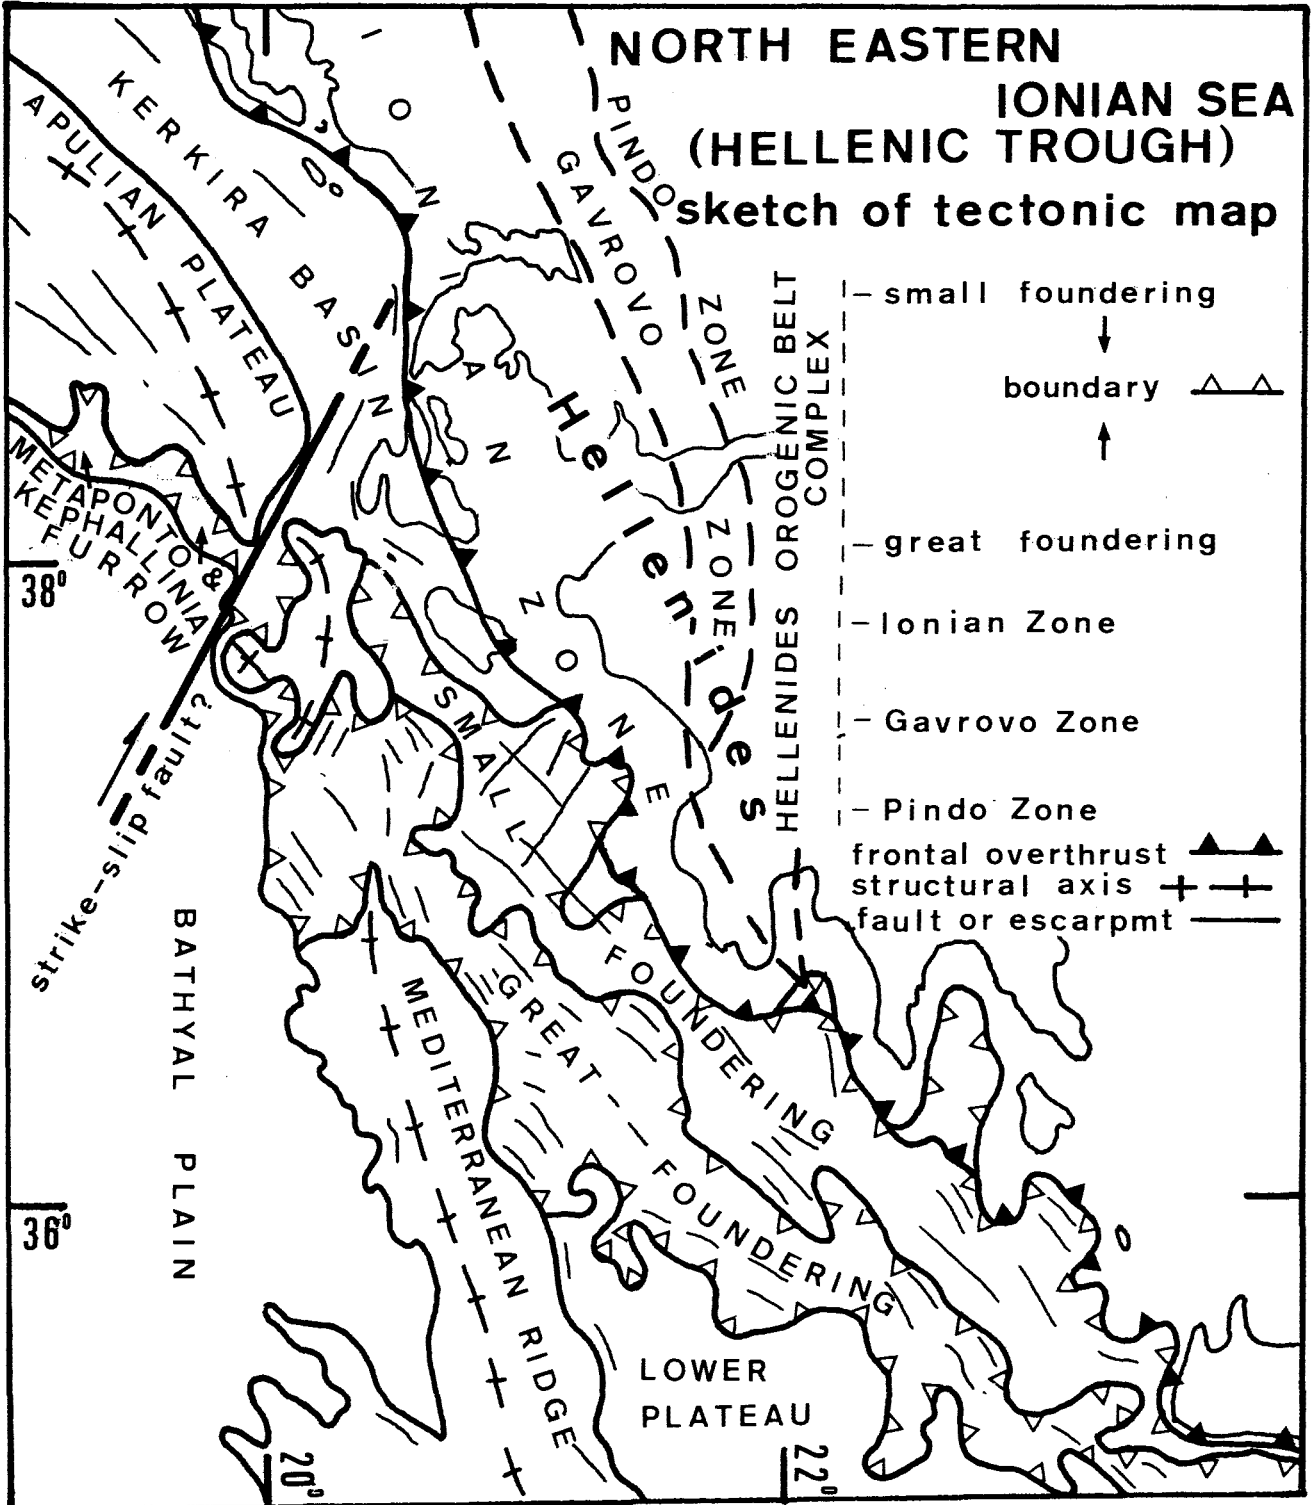 NORTH EASTERN
IONIAN SEA
(HELLENIC TROUGH)
sketch of tectonic map
small foundering
boundary
great foundering
Ionian Zone
Gavrovo Zone
Pindo Zone
frontal overthrust
structural axis
fault or escarpmt
HELLENIDES OROGENIC BELT
COMPLEX
PINDO ZONE
GAVROVO ZONE
IONIAN ZONE
Hellenides
KERKIRA BASIN
APULIAN PLATEAU
METAPONTO &
KEPHALLINIA
FURROW
38°
strike-slip fault?
SMALL FOUNDERING
GREAT - FOUNDERING
BATHYAL PLAIN
MEDITERRANEAN RIDGE
36°
LOWER
PLATEAU
20°
22°